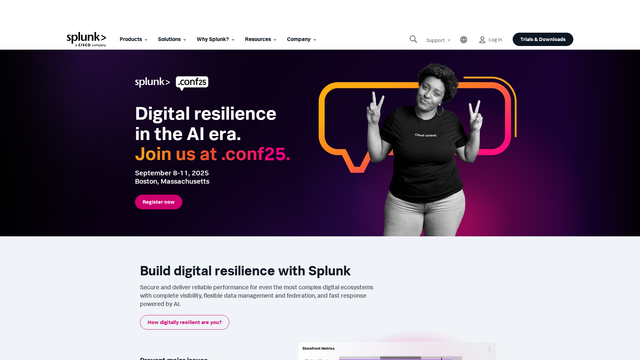 splunk>
a CISCO company
Products
Solutions
Why Splunk?
Resources
Company
Support
Log In
Trials & Downloads
splunk> .conf25
Digital resilience
in the AI era.
Join us at .conf25.
September 8-11, 2025
Boston, Massachusetts
Register now
Build digital resilience with Splunk
Secure and deliver reliable performance for even the most complex digital ecosystems
with complete visibility, flexible data management and federation, and fast response
powered by AI.
How digitally resilient are you?
Storefront Metrics